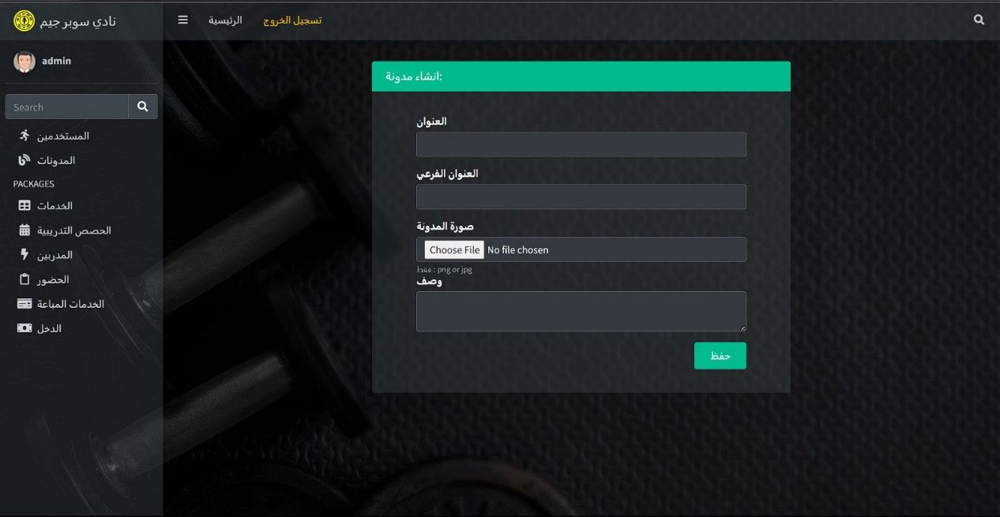 نادي سوبر جيم
الرئيسية
تسجيل الخروج
admin
Search
المستخدمين
المدونات
PACKAGES
الخدمات
الحصص التدريبية
المدربين
الحضور
الخدمات المباعة
الدخل
انشاء مدونة:
العنوان
العنوان الفرعي
صورة المدونة
Choose File No file chosen
فقط : png or jpg
وصف
حفظ